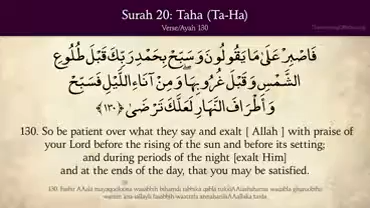 Surah 20: Taha (Ta-Ha)
Verse/Ayah 130
فَاصْبِرْ عَلَىٰ مَا يَقُولُونَ وَسَبِّحْ بِحَمْدِ رَبِّكَ قَبْلَ طُلُوعِ
الشَّمْسِ وَقَبْلَ غُرُوبِهَا ۖ وَمِنْ آنَاءِ اللَّيْلِ فَسَبِّحْ
وَأَطْرَافَ النَّهَارِ لَعَلَّكَ تَرْضَىٰ ﴿١٣٠﴾
130. So be patient over what they say and exalt [ Allah ] with praise of
your Lord before the rising of the sun and before its setting;
and during periods of the night [exalt Him]
and at the ends of the day, that you may be satisfied.